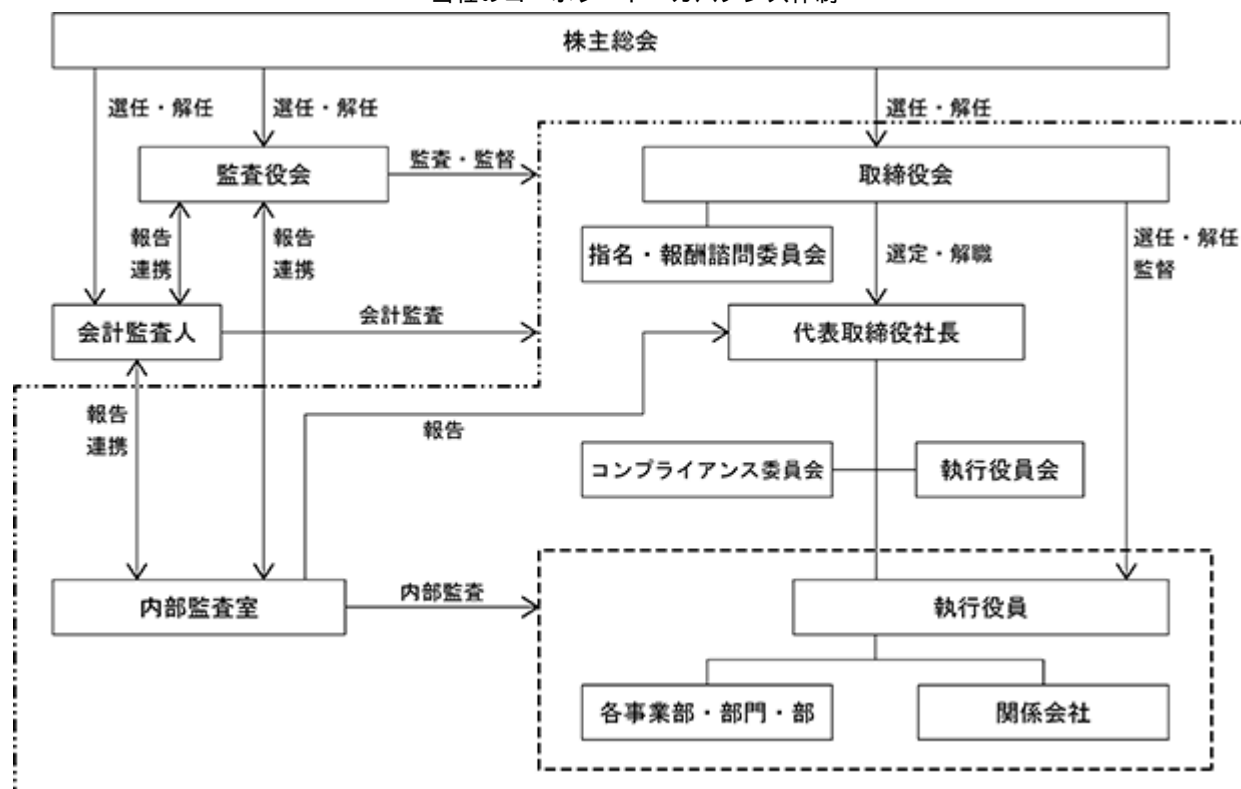 株主総会
選任・解任
選任・解任
選任・解任
監査役会
監査・監督
取締役会
報告
連携
報告
連携
指名・報酬諮問委員会
選定・解職
選任・解任
監督
会計監査人
会計監査
代表取締役社長
報告
連携
報告
コンプライアンス委員会
執行役員会
内部監査室
内部監査
執行役員
各事業部・部門・部
関係会社